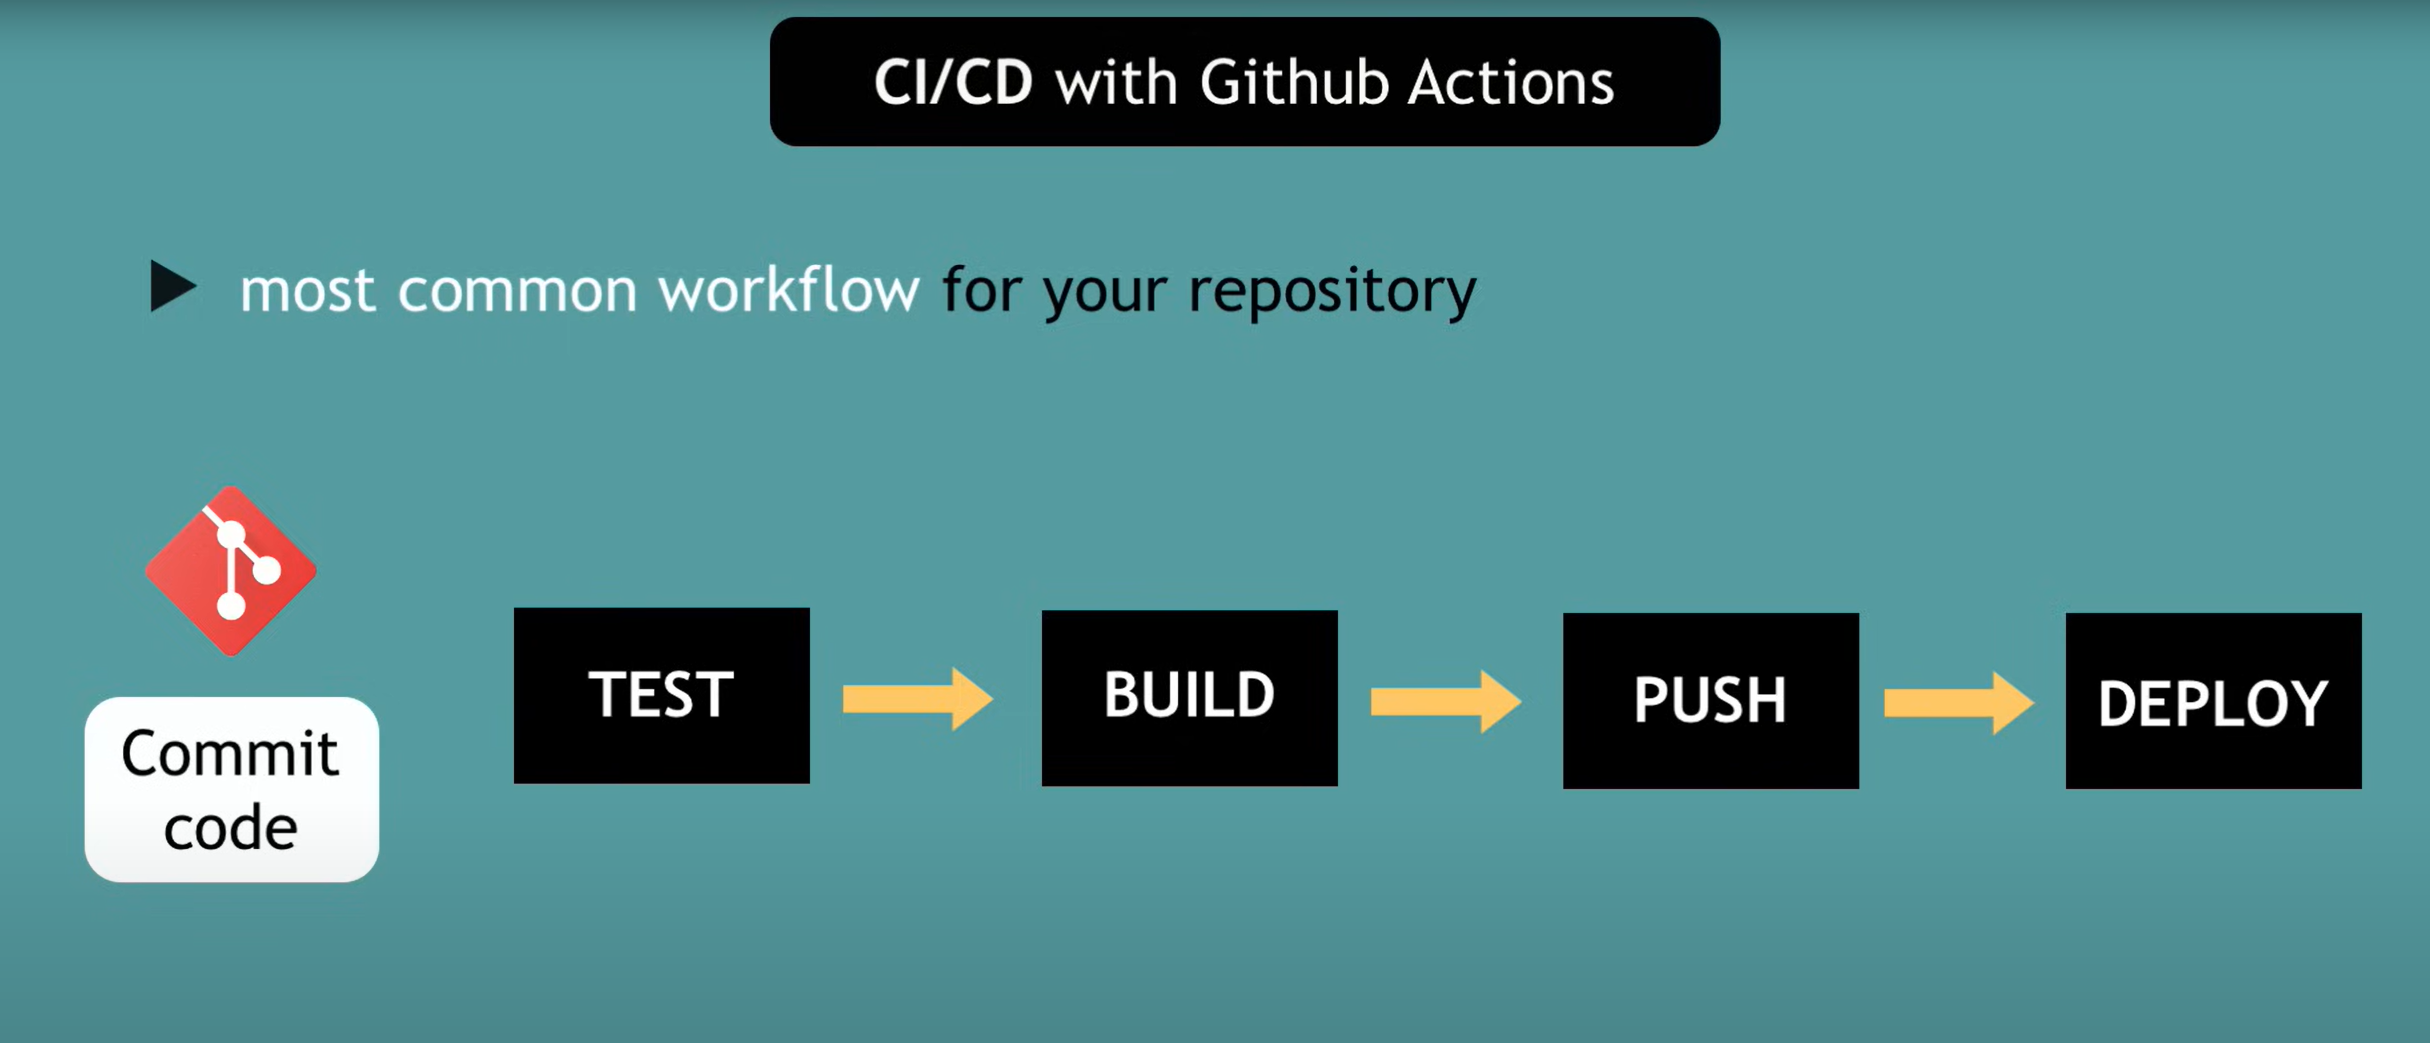 CI/CD with Github Actions
most common workflow for your repository
Commit
code
TEST
BUILD
PUSH
DEPLOY